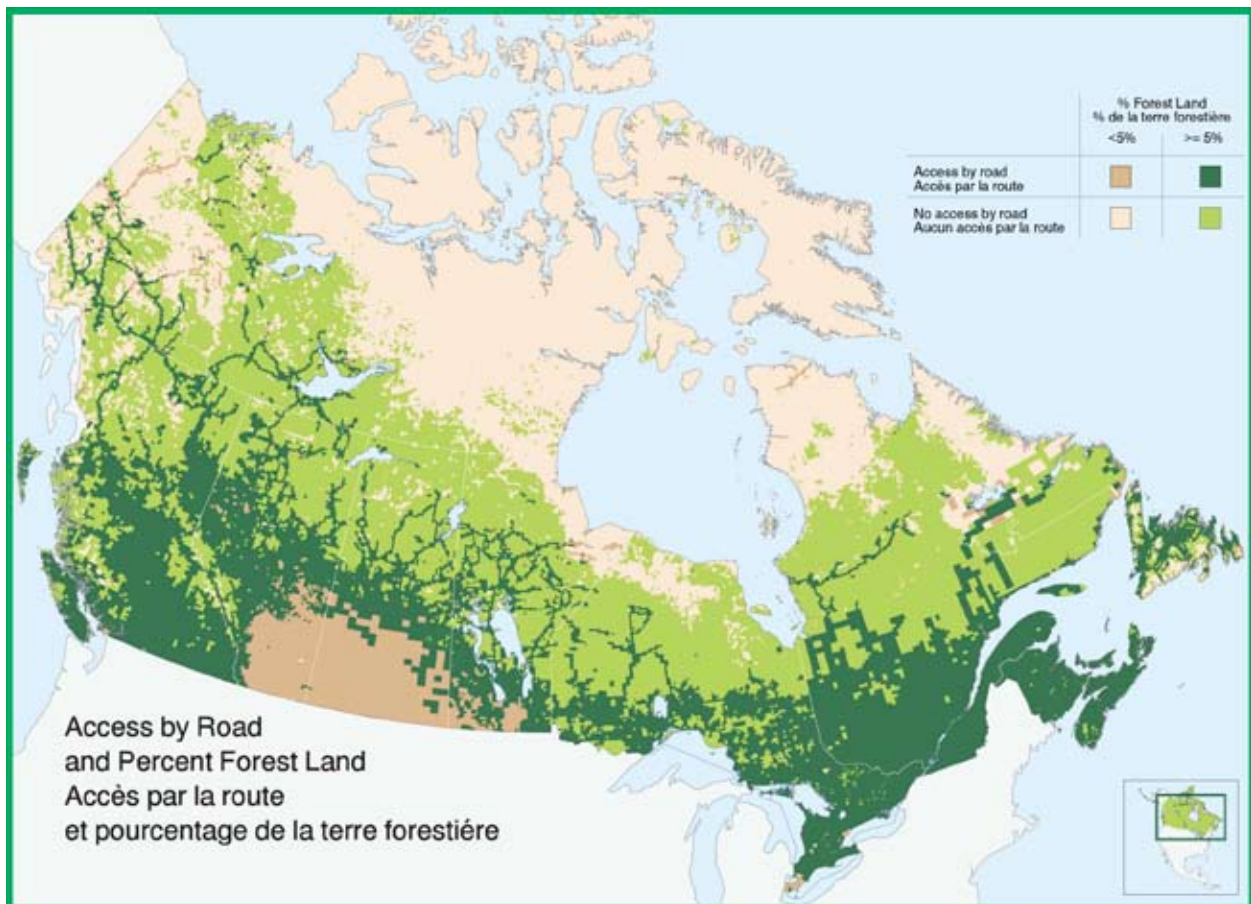 % Forest Land
% de la terre forestière
<5% >= 5%
Access by road
Accès par la route
No access by road
Aucun accès par la route
Access by Road
and Percent Forest Land
Accès par la route
et pourcentage de la terre forestiére